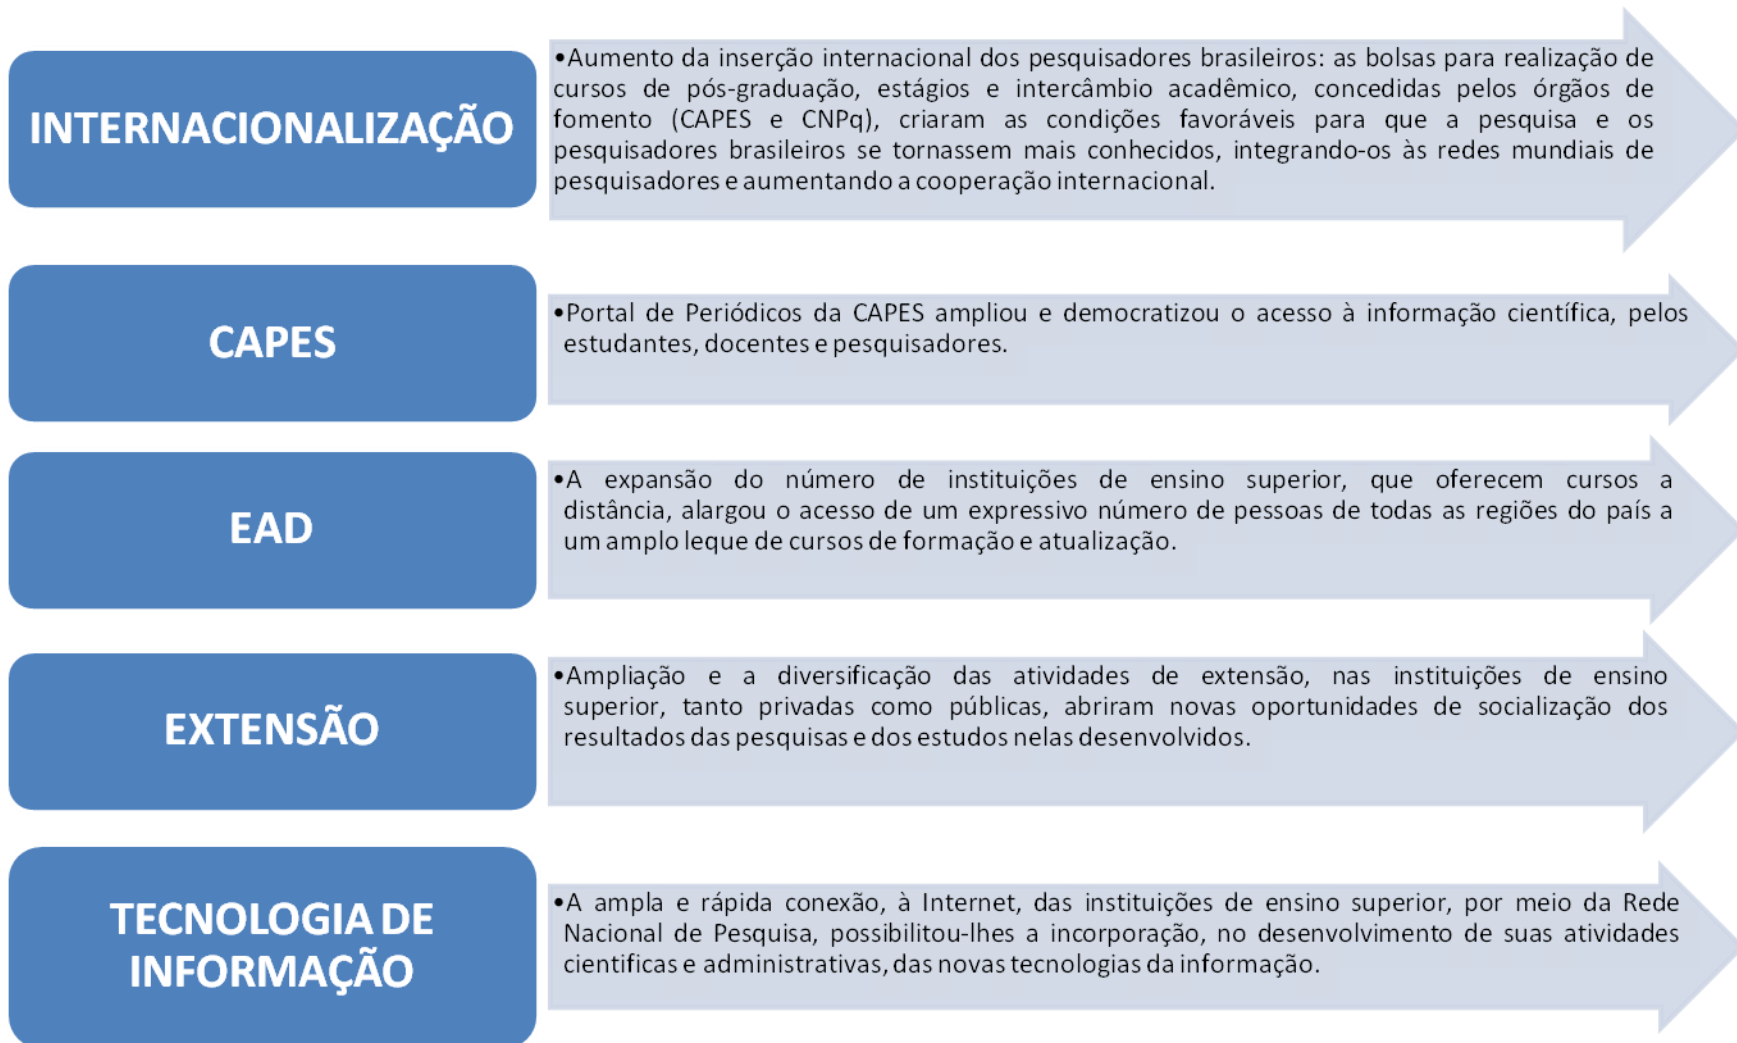 INTERNACIONALIZAÇÃO
•Aumento da inserção internacional dos pesquisadores brasileiros: as bolsas para realização de
cursos de pós-graduação, estágios e intercâmbio acadêmico, concedidas pelos órgãos de
fomento (CAPES e CNPq), criaram as condições favoráveis para que a pesquisa e os
pesquisadores brasileiros se tornassem mais conhecidos, integrando-os às redes mundiais de
pesquisadores e aumentando a cooperação internacional.
CAPES
•Portal de Periódicos da CAPES ampliou e democratizou o acesso à informação científica, pelos
estudantes, docentes e pesquisadores.
EAD
•A expansão do número de instituições de ensino superior, que oferecem cursos a
distância, alargou o acesso de um expressivo número de pessoas de todas as regiões do país a
um amplo leque de cursos de formação e atualização.
EXTENSÃO
•Ampliação e a diversificação das atividades de extensão, nas instituições de ensino
superior, tanto privadas como públicas, abriram novas oportunidades de socialização dos
resultados das pesquisas e dos estudos nelas desenvolvidos.
TECNOLOGIA DE
INFORMAÇÃO
•A ampla e rápida conexão, à Internet, das instituições de ensino superior, por meio da Rede
Nacional de Pesquisa, possibilitou-lhes a incorporação, no desenvolvimento de suas atividades
cientificas e administrativas, das novas tecnologias da informação.